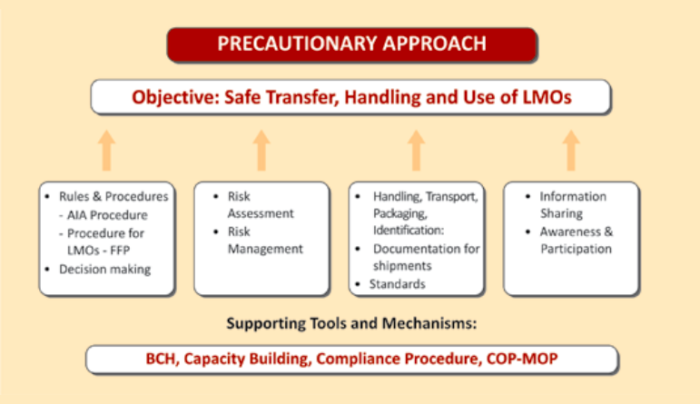 PRECAUTIONARY APPROACH
Objective: Safe Transfer, Handling and Use of LMOs
• Rules & Procedures
- AIA Procedure
- Procedure for
LMOs - FFP
• Decision making
• Risk
Assessment
• Risk
Management
• Handling, Transport,
Packaging,
Identification:
• Documentation for
shipments
• Standards
• Information
Sharing
• Awareness &
Participation
Supporting Tools and Mechanisms:
BCH, Capacity Building, Compliance Procedure, COP-MOP